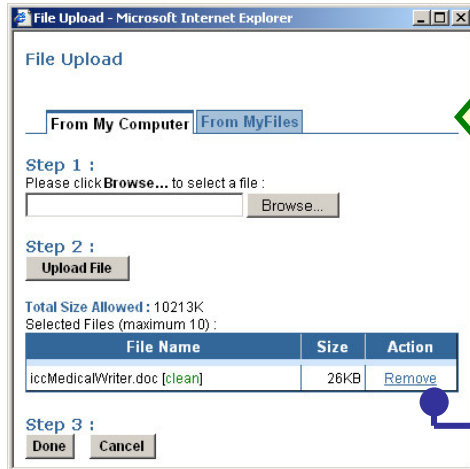 File Upload - Microsoft Internet Explorer
File Upload
From My Computer From MyFiles
Step 1 :
Please click Browse... to select a file :
Browse...
Step 2 :
Upload File
Total Size Allowed : 10213K
Selected Files (maximum 10) :
File Name Size Action
iccMedicalWriter.doc [clean] 26KB Remove
Step 3 :
Done Cancel